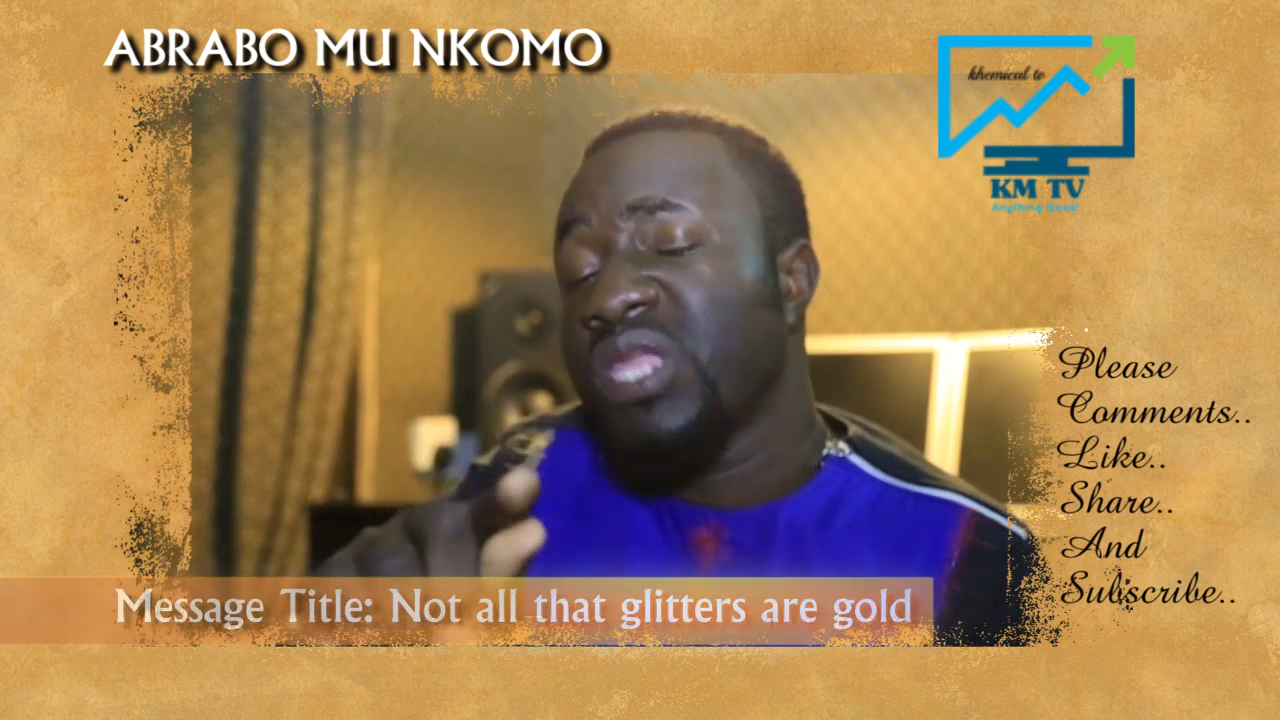 ABRABO MU NKOMO
khemical tv
KM TV
Anything Goes!
Please
Comments..
Like..
Share..
And
Subscribe..
Message Title: Not all that glitters are gold